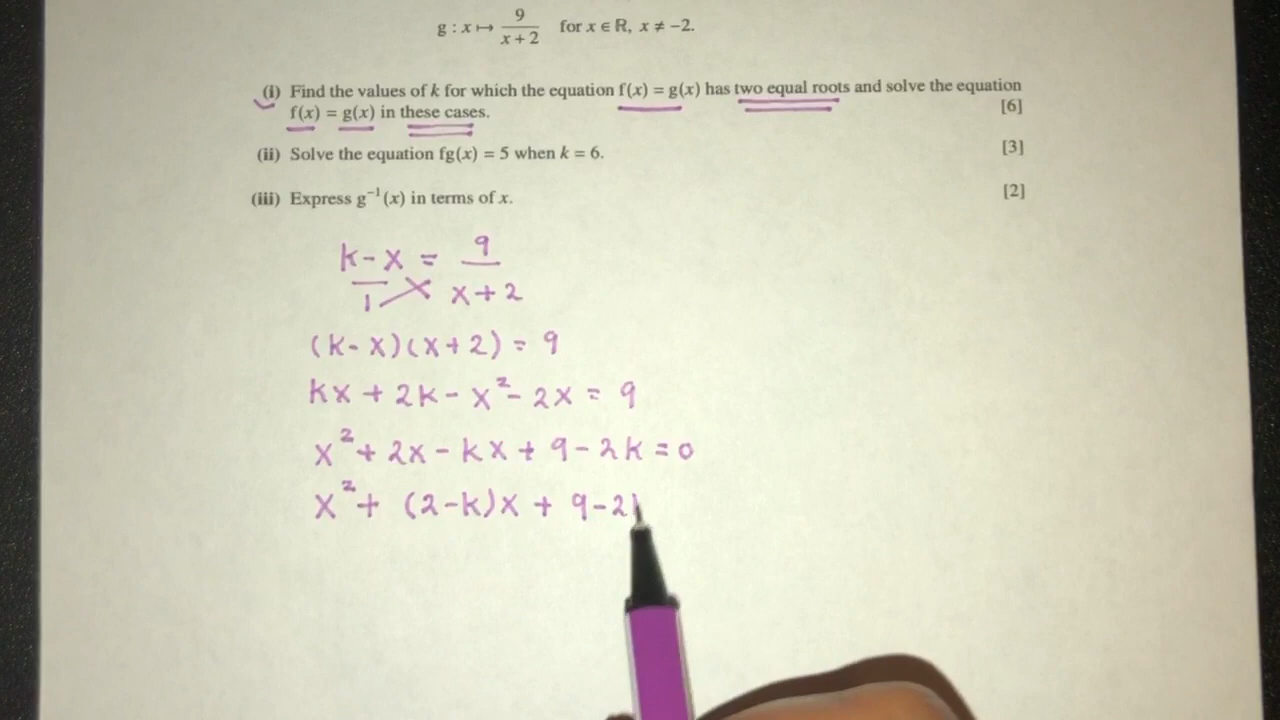 g : x ↦ 9/(x + 2) for x ∈ ℝ, x ≠ −2.
(i) Find the values of k for which the equation f(x) = g(x) has two equal roots and solve the equation
f(x) = g(x) in these cases. [6]
(ii) Solve the equation fg(x) = 5 when k = 6. [3]
(iii) Express g⁻¹(x) in terms of x. [2]
k - x = 9
1 x + 2
(k - x)(x + 2) = 9
kx + 2k - x² - 2x = 9
x² + 2x - kx + 9 - 2k = 0
x² + (2-k)x + 9-2